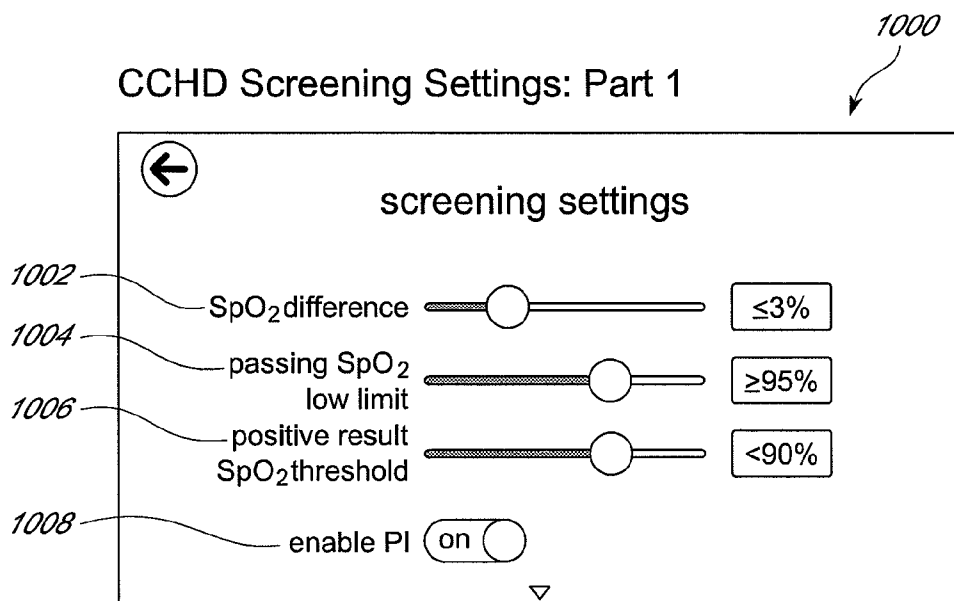 1000
CCHD Screening Settings: Part 1
screening settings
1002
SpO₂ difference
≤3%
1004
passing SpO₂
low limit
≥95%
1006
positive result
SpO₂ threshold
<90%
1008
enable PI
on